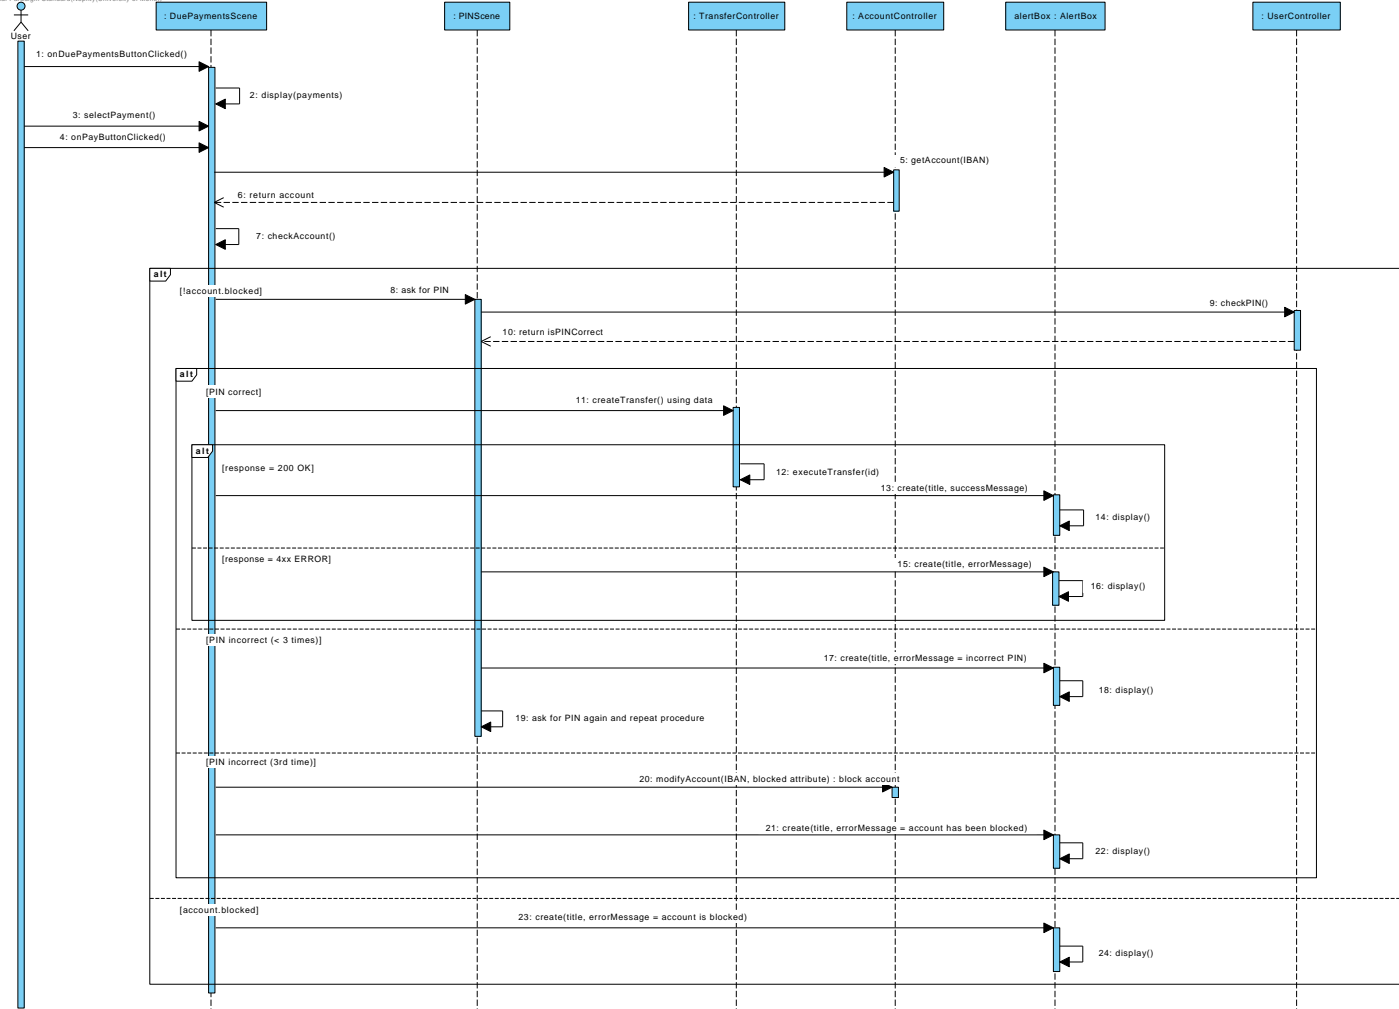 : DuePaymentsScene
: PINScene
: TransferController
: AccountController
alertBox : AlertBox
: UserController
User
1: onDuePaymentsButtonClicked()
2: display(payments)
3: selectPayment()
4: onPayButtonClicked()
5: getAccount(IBAN)
6: return account
7: checkAccount()
alt
[!account.blocked]
8: ask for PIN
9: checkPIN()
10: return isPINCorrect
alt
[PIN correct]
11: createTransfer() using data
alt
[response = 200 OK]
12: executeTransfer(id)
13: create(title, successMessage)
14: display()
[response = 4xx ERROR]
15: create(title, errorMessage)
16: display()
[PIN incorrect (< 3 times)]
17: create(title, errorMessage = incorrect PIN)
18: display()
19: ask for PIN again and repeat procedure
[PIN incorrect (3rd time)]
20: modifyAccount(IBAN, blocked attribute) : block account
21: create(title, errorMessage = account has been blocked)
22: display()
[account.blocked]
23: create(title, errorMessage = account is blocked)
24: display()